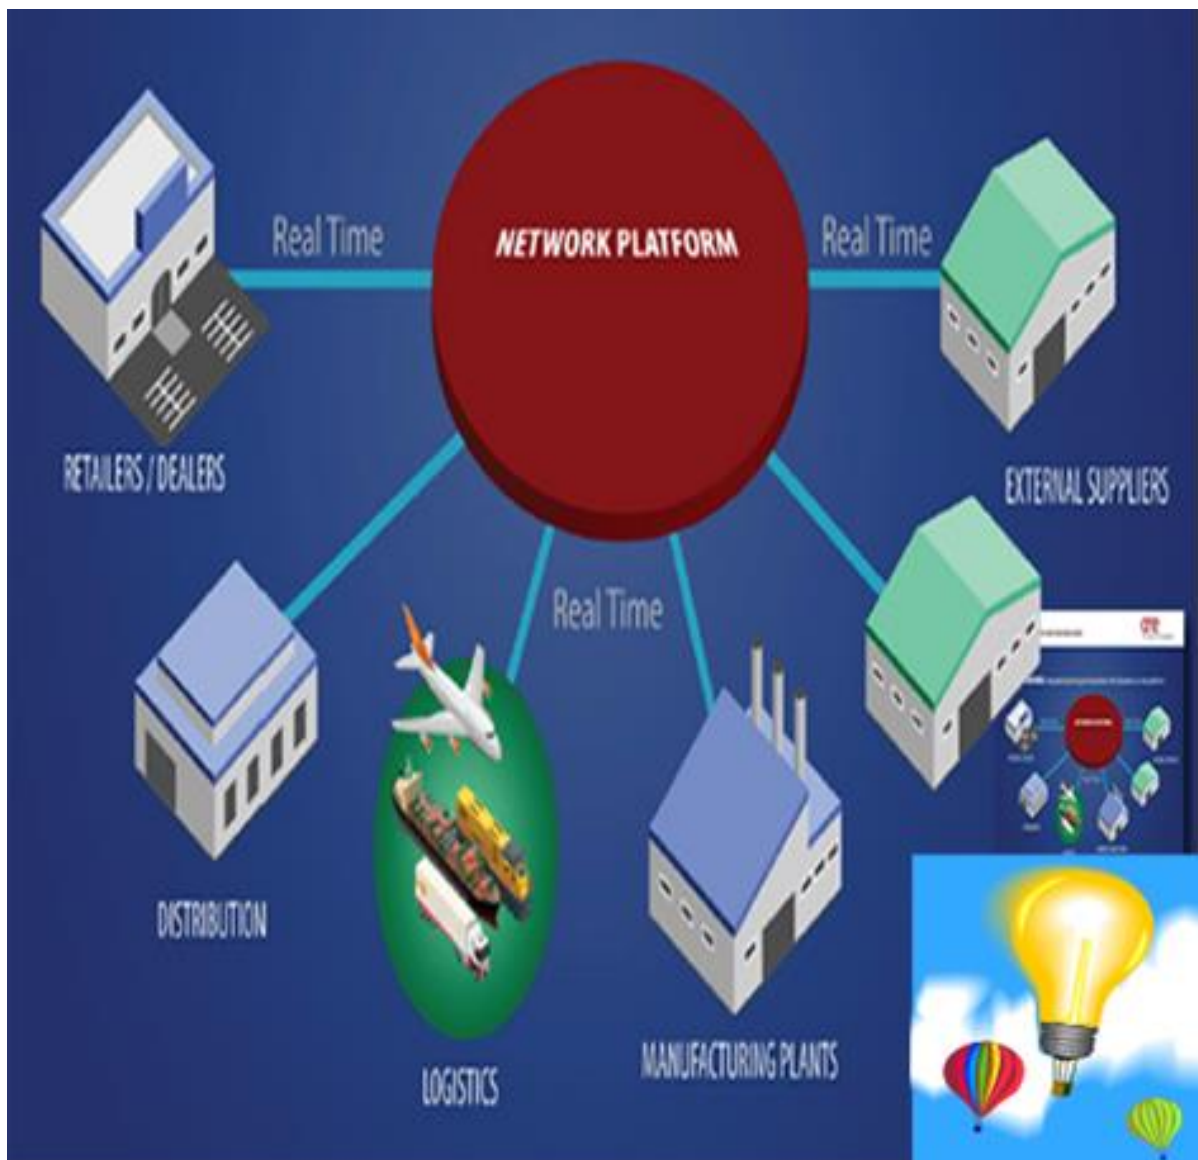 NETWORK PLATFORM
Real Time
Real Time
RETAILERS / DEALERS
EXTERNAL SUPPLIERS
Real Time
DISTRIBUTION
LOGISTICS
MANUFACTURING PLANTS